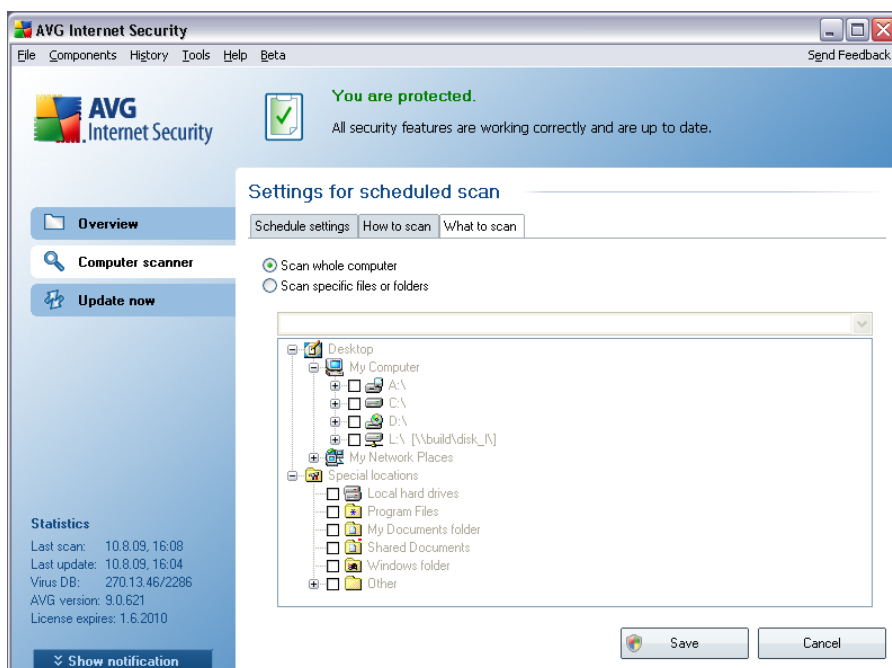 AVG Internet Security
File Components History Tools Help Beta Send Feedback
AVG
Internet Security
You are protected.
All security features are working correctly and are up to date.
Settings for scheduled scan
Overview
Computer scanner
Update now
Schedule settings How to scan What to scan
Scan whole computer
Scan specific files or folders
Desktop
My Computer
A:\
C:\
D:\
L:\ [\\build\disk_l\]
My Network Places
Special locations
Local hard drives
Program Files
My Documents folder
Shared Documents
Windows folder
Other
Statistics
Last scan: 10.8.09, 16:08
Last update: 10.8.09, 16:04
Virus DB: 270.13.46/2286
AVG version: 9.0.621
License expires: 1.6.2010
Show notification
Save Cancel